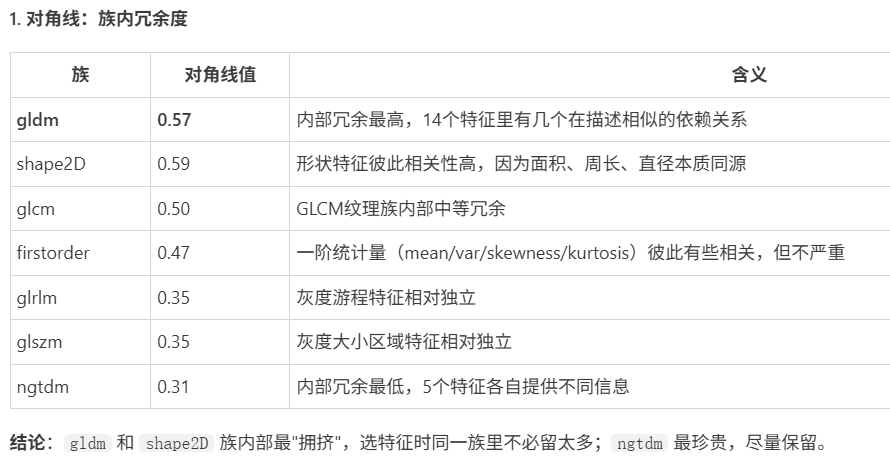 1. 对角线：族内冗余度
族 对角线值 含义
gldm 0.57 内部冗余最高，14个特征里有几个在描述相似的依赖关系
shape2D 0.59 形状特征彼此相关性高，因为面积、周长、直径本质同源
glcm 0.50 GLCM纹理族内部中等冗余
firstorder 0.47 一阶统计量（mean/var/skewness/kurtosis）彼此有些相关，但不严重
glrlm 0.35 灰度游程特征相对独立
glszm 0.35 灰度大小区域特征相对独立
ngtdm 0.31 内部冗余最低，5个特征各自提供不同信息
结论：gldm 和 shape2D 族内部最"拥挤"，选特征时同一族里不必留太多；ngtdm 最珍贵，尽量保留。